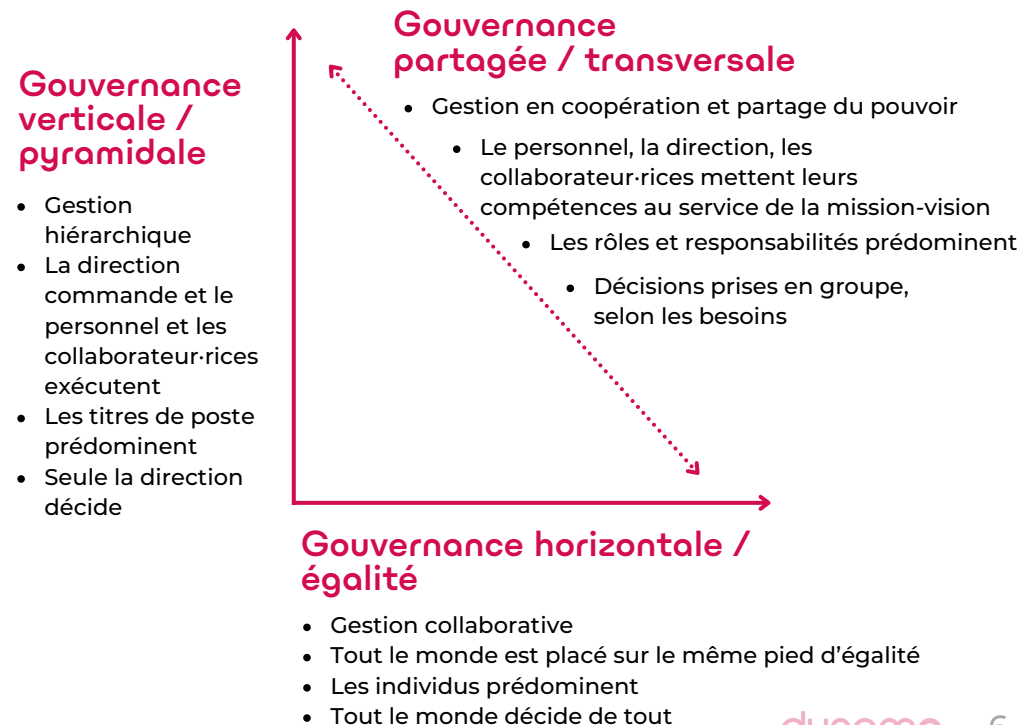 Gouvernance
verticale /
pyramidale
• Gestion
hiérarchique
• La direction
commande et le
personnel et les
collaborateur·rices
exécutent
• Les titres de poste
prédominent
• Seule la direction
décide
Gouvernance
partagée / transversale
• Gestion en coopération et partage du pouvoir
• Le personnel, la direction, les
collaborateur·rices mettent leurs
compétences au service de la mission-vision
• Les rôles et responsabilités prédominent
• Décisions prises en groupe,
selon les besoins
Gouvernance horizontale /
égalité
• Gestion collaborative
• Tout le monde est placé sur le même pied d'égalité
• Les individus prédominent
• Tout le monde décide de tout